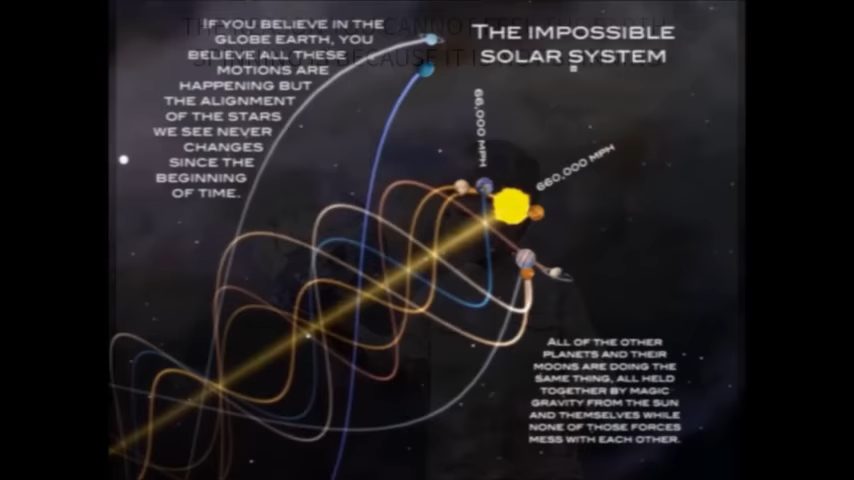 IF YOU BELIEVE IN THE
GLOBE EARTH, YOU
BELIEVE ALL THESE
MOTIONS ARE
HAPPENING BUT
THE ALIGNMENT
OF THE STARS
WE SEE NEVER
CHANGES
SINCE THE
BEGINNING
OF TIME.
THE IMPOSSIBLE
SOLAR SYSTEM
66,000 MPH
660,000 MPH
ALL OF THE OTHER
PLANETS AND THEIR
MOONS ARE DOING THE
SAME THING, ALL HELD
TOGETHER BY MAGIC
GRAVITY FROM THE SUN
AND THEMSELVES WHILE
NONE OF THOSE FORCES
MESS WITH EACH OTHER.